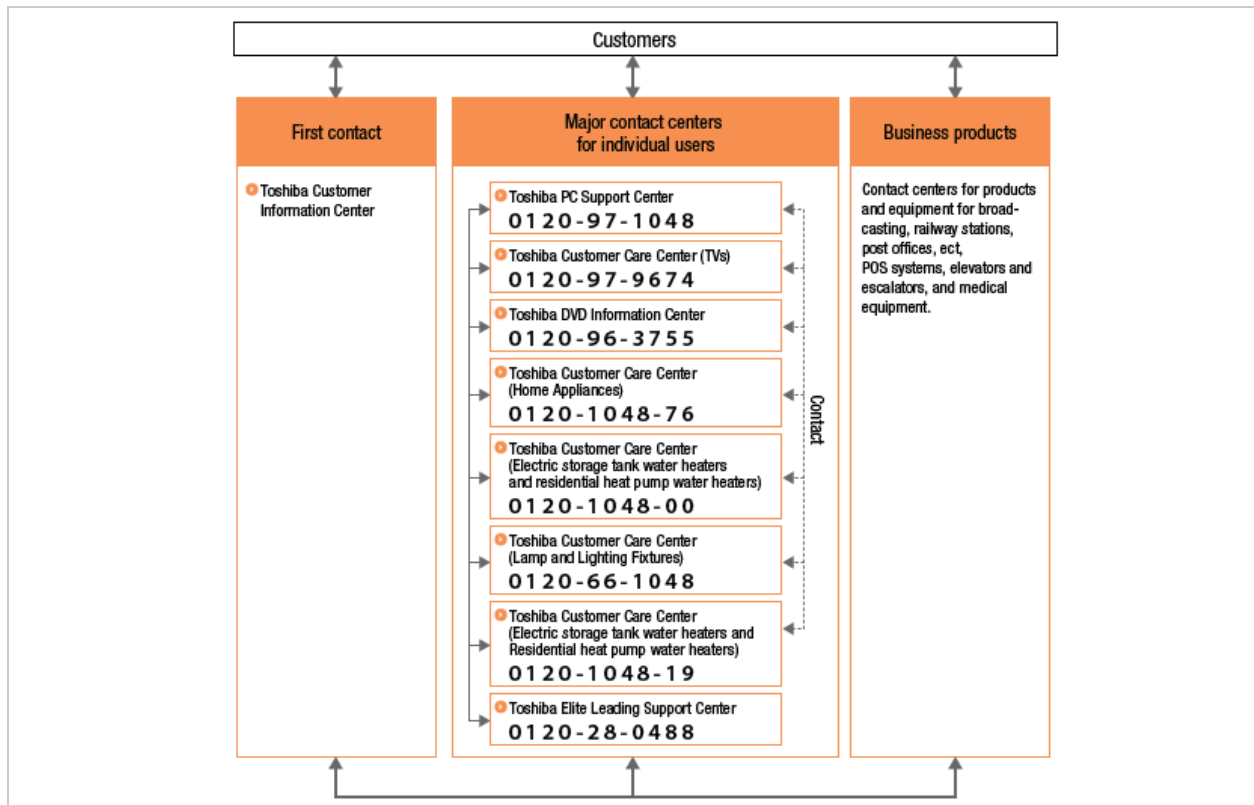 Customers
First contact
Toshiba Customer
Information Center
Major contact centers
for individual users
Toshiba PC Support Center
0120-97-1048
Toshiba Customer Care Center (TVs)
0120-97-9674
Toshiba DVD Information Center
0120-96-3755
Toshiba Customer Care Center
(Home Appliances)
0120-1048-76
Toshiba Customer Care Center
(Electric storage tank water heaters
and residential heat pump water heaters)
0120-1048-00
Toshiba Customer Care Center
(Lamp and Lighting Fixtures)
0120-66-1048
Toshiba Customer Care Center
(Electric storage tank water heaters and
Residential heat pump water heaters)
0120-1048-19
Toshiba Elite Leading Support Center
0120-28-0488
Contact
Business products
Contact centers for products
and equipment for broad-
casting, railway stations,
post offices, ect,
POS systems, elevators and
escalators, and medical
equipment.